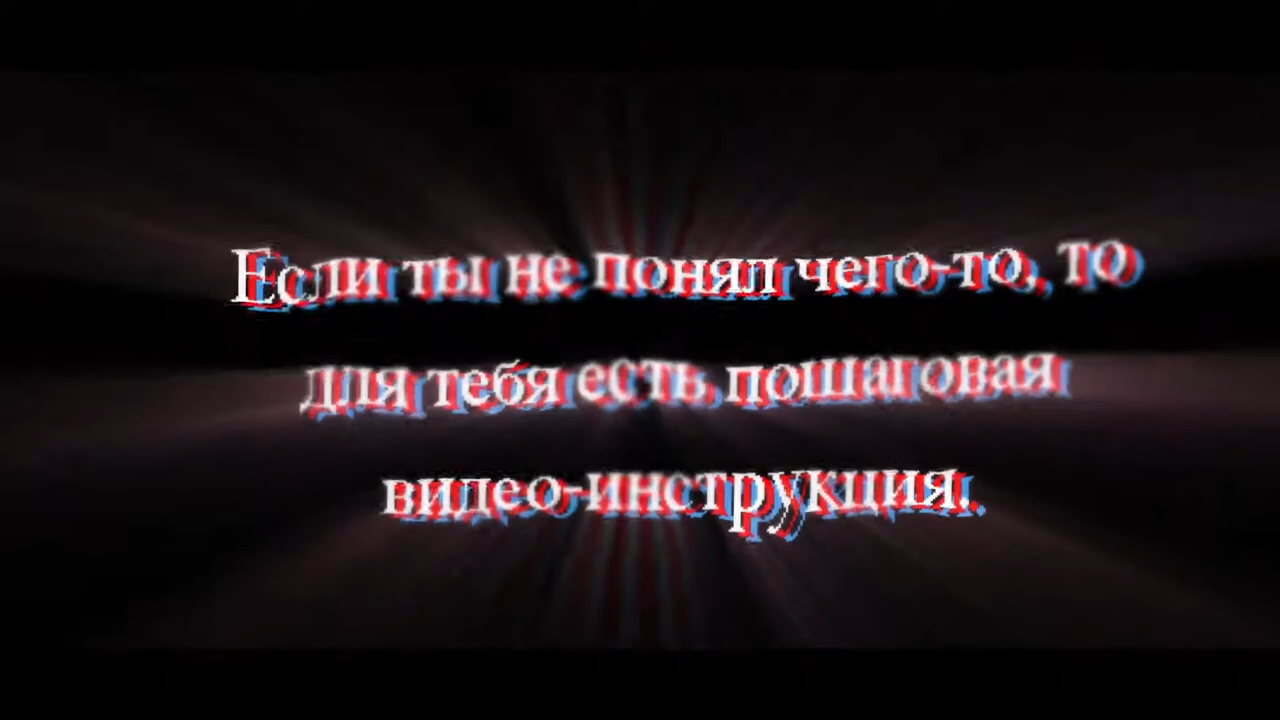 Если ты не понял чего-то, то
для тебя есть пошаговая
видео-инструкция.